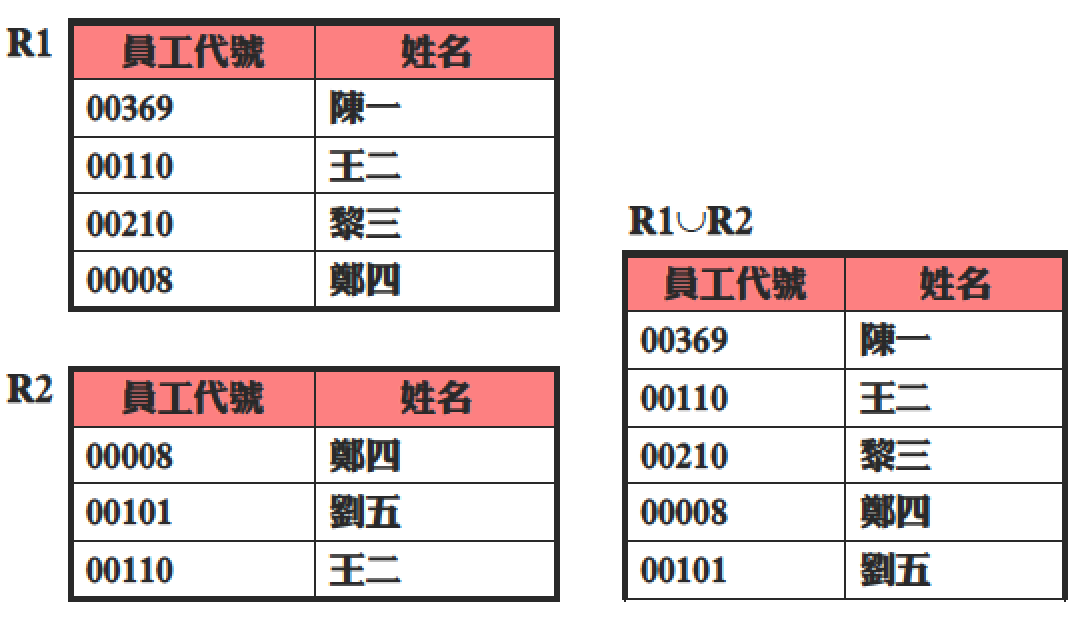 R1
員工代號 姓名
00369 陳一
00110 王二
00210 黎三
00008 鄭四
R2
員工代號 姓名
00008 鄭四
00101 劉五
00110 王二
R1∪R2
員工代號 姓名
00369 陳一
00110 王二
00210 黎三
00008 鄭四
00101 劉五